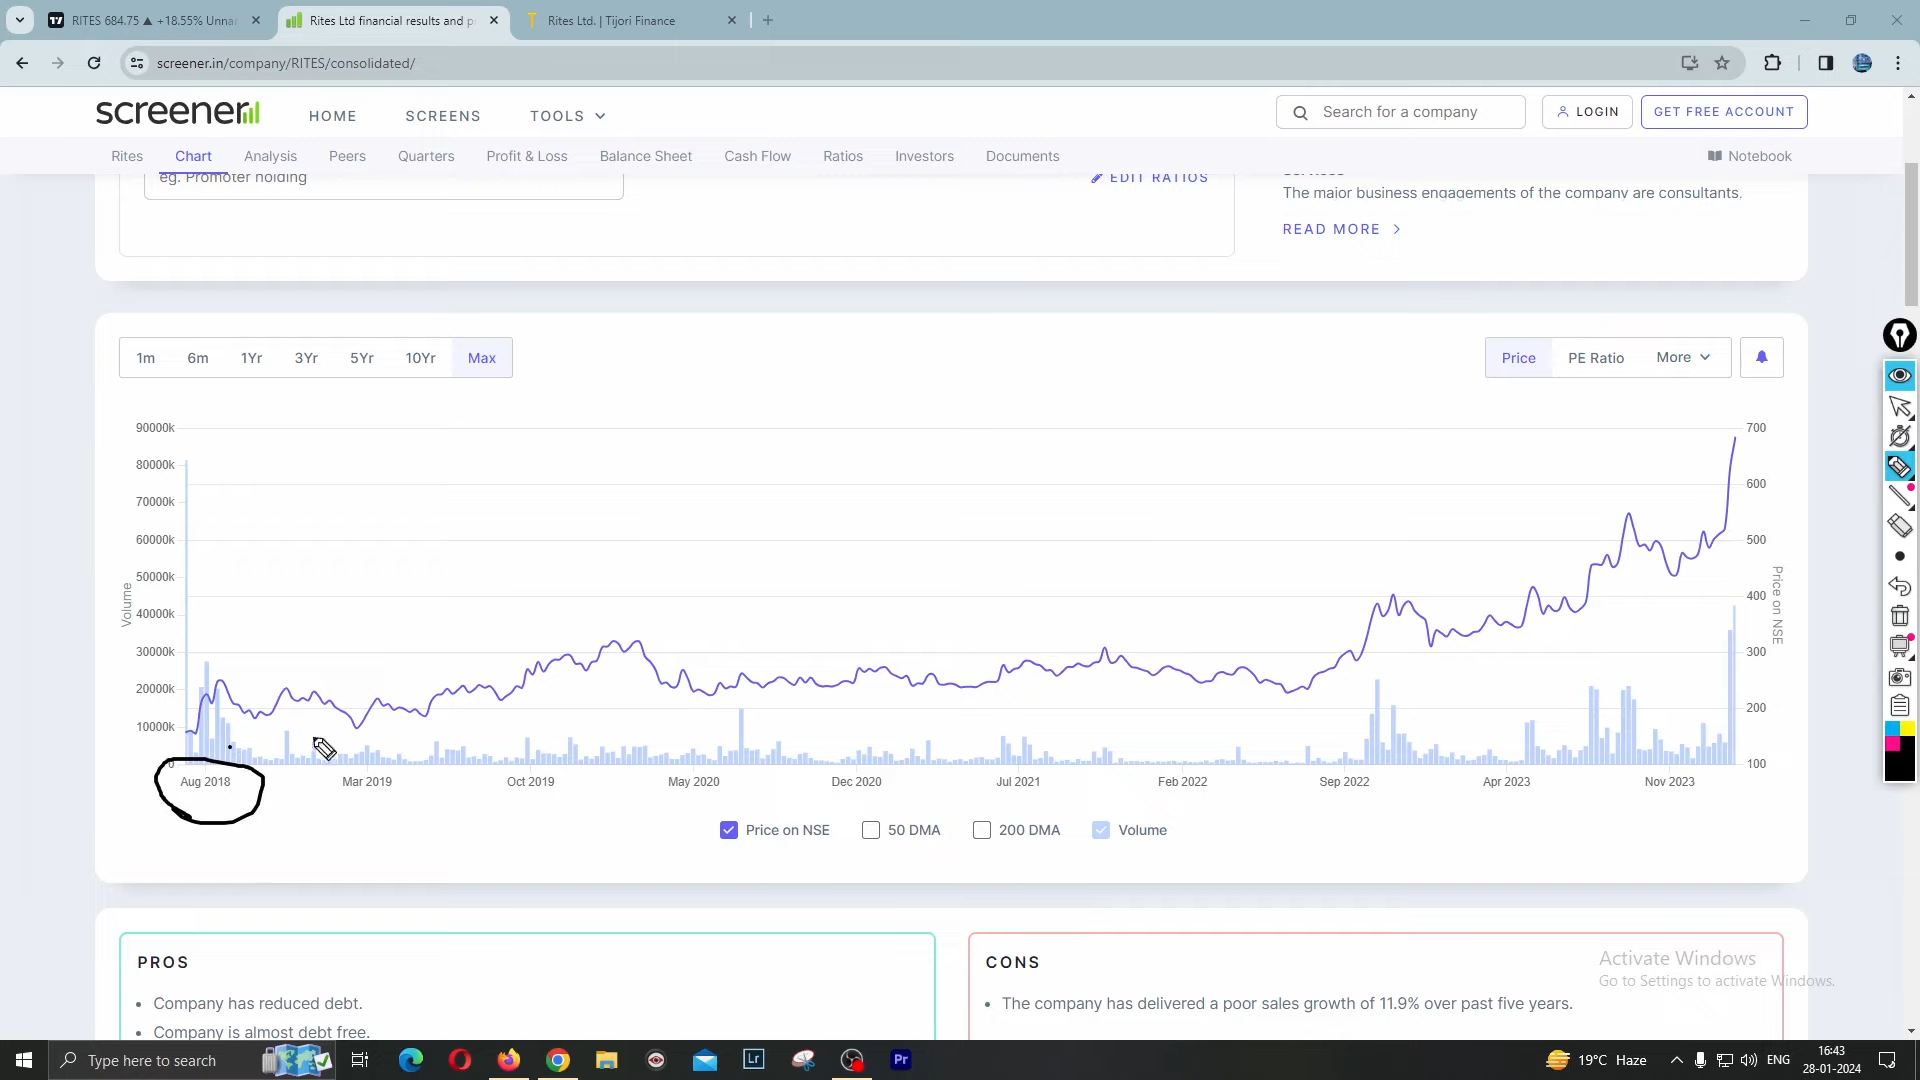 RITES 684.75 ▲ +18.55% Unna
Rites Ltd financial results and p
Rites Ltd. | Tijori Finance
screener.in/company/RITES/consolidated/
screener
HOME
SCREENS
TOOLS
Search for a company
LOGIN
GET FREE ACCOUNT
Rites
Chart
Analysis
Peers
Quarters
Profit & Loss
Balance Sheet
Cash Flow
Ratios
Investors
Documents
Notebook
eg. Promoter holding
EDIT RATIOS
Services
The major business engagements of the company are consultants.
READ MORE
1m
6m
1Yr
3Yr
5Yr
10Yr
Max
Price
PE Ratio
More
90000k
80000k
70000k
60000k
50000k
40000k
30000k
20000k
10000k
0
Volume
700
600
500
400
300
200
100
Price on NSE
Aug 2018
Mar 2019
Oct 2019
May 2020
Dec 2020
Jul 2021
Feb 2022
Sep 2022
Apr 2023
Nov 2023
Price on NSE
50 DMA
200 DMA
Volume
PROS
Company has reduced debt.
Company is almost debt free.
CONS
The company has delivered a poor sales growth of 11.9% over past five years.
Activate Windows
Go to Settings to activate Windows.
Type here to search
Lr
Pr
19°C Haze
ENG
16:43
28-01-2024